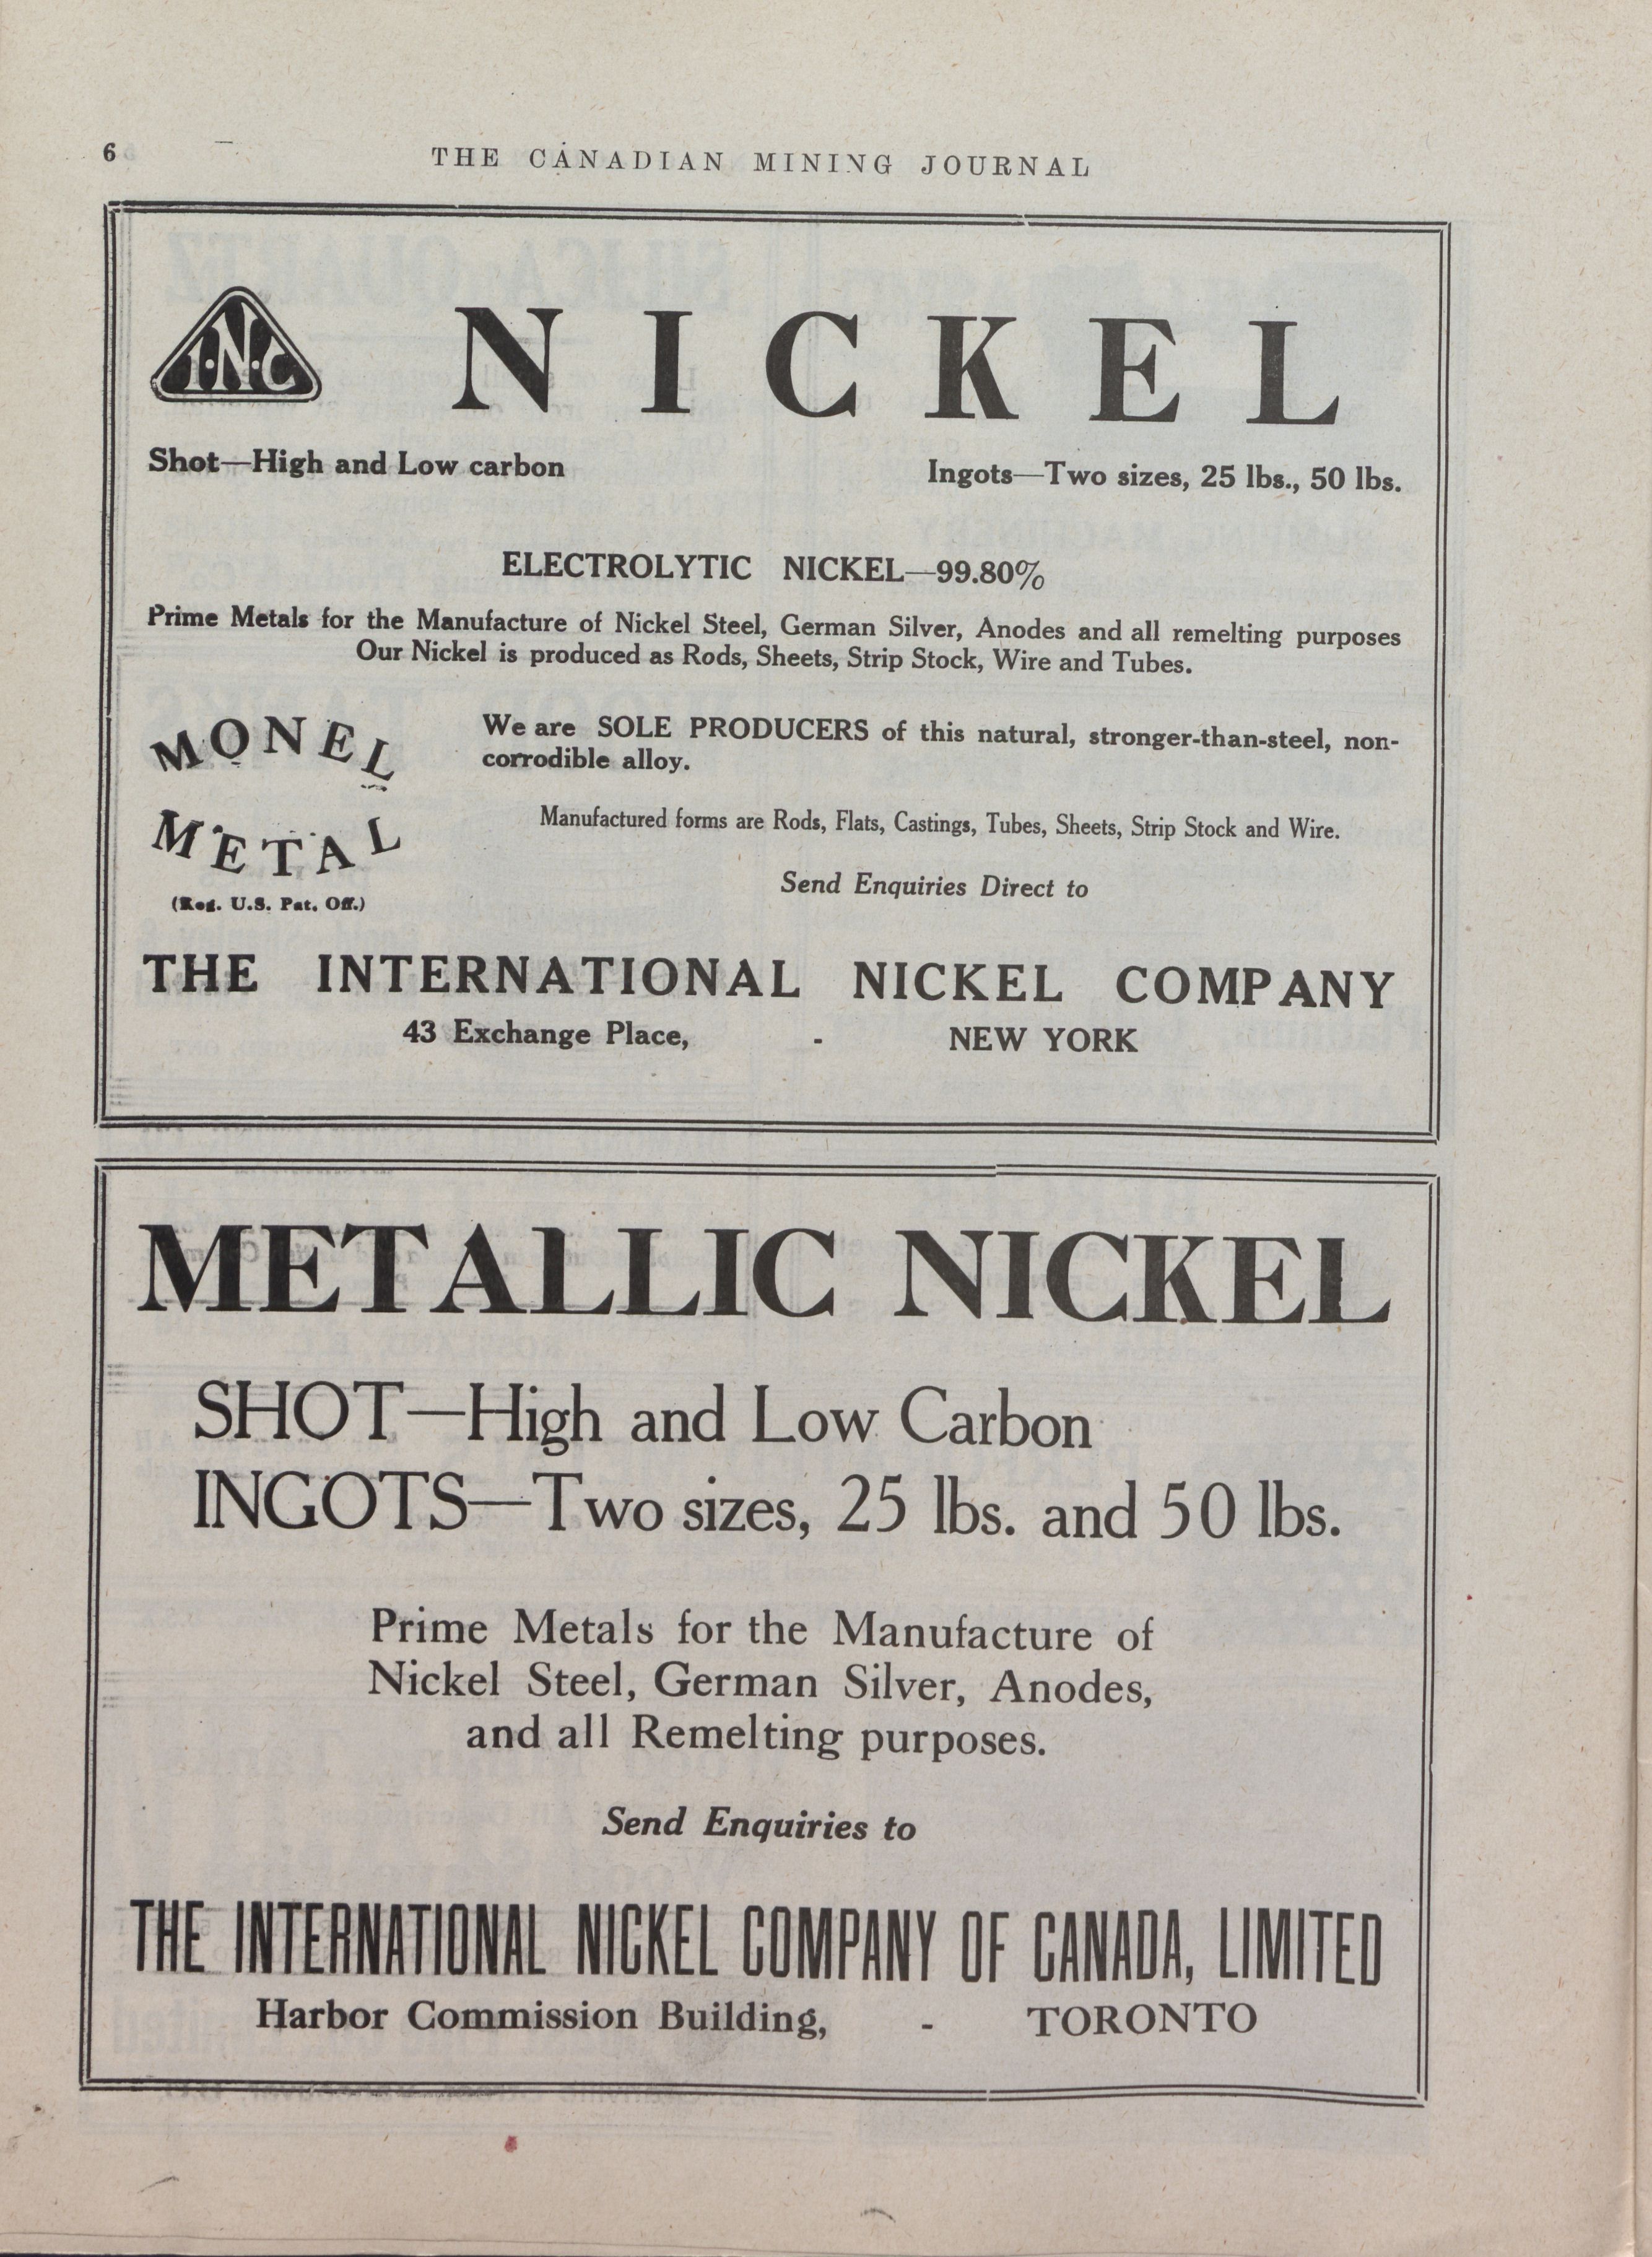 6
THE CANADIAN MINING JOURNAL
I·N·C
NICKEL
Shot—High and Low carbon
Ingots—Two sizes, 25 lbs., 50 lbs.
ELECTROLYTIC NICKEL—99.80%
Prime Metals for the Manufacture of Nickel Steel, German Silver, Anodes and all remelting purposes
Our Nickel is produced as Rods, Sheets, Strip Stock, Wire and Tubes.
MONEL
METAL
(Reg. U.S. Pat. Off.)
We are SOLE PRODUCERS of this natural, stronger-than-steel, non-
corrodible alloy.
Manufactured forms are Rods, Flats, Castings, Tubes, Sheets, Strip Stock and Wire.
Send Enquiries Direct to
THE INTERNATIONAL NICKEL COMPANY
43 Exchange Place, - NEW YORK
METALLIC NICKEL
SHOT—High and Low Carbon
INGOTS—Two sizes, 25 lbs. and 50 lbs.
Prime Metals for the Manufacture of
Nickel Steel, German Silver, Anodes,
and all Remelting purposes.
Send Enquiries to
THE INTERNATIONAL NICKEL COMPANY OF CANADA, LIMITED
Harbor Commission Building, - TORONTO